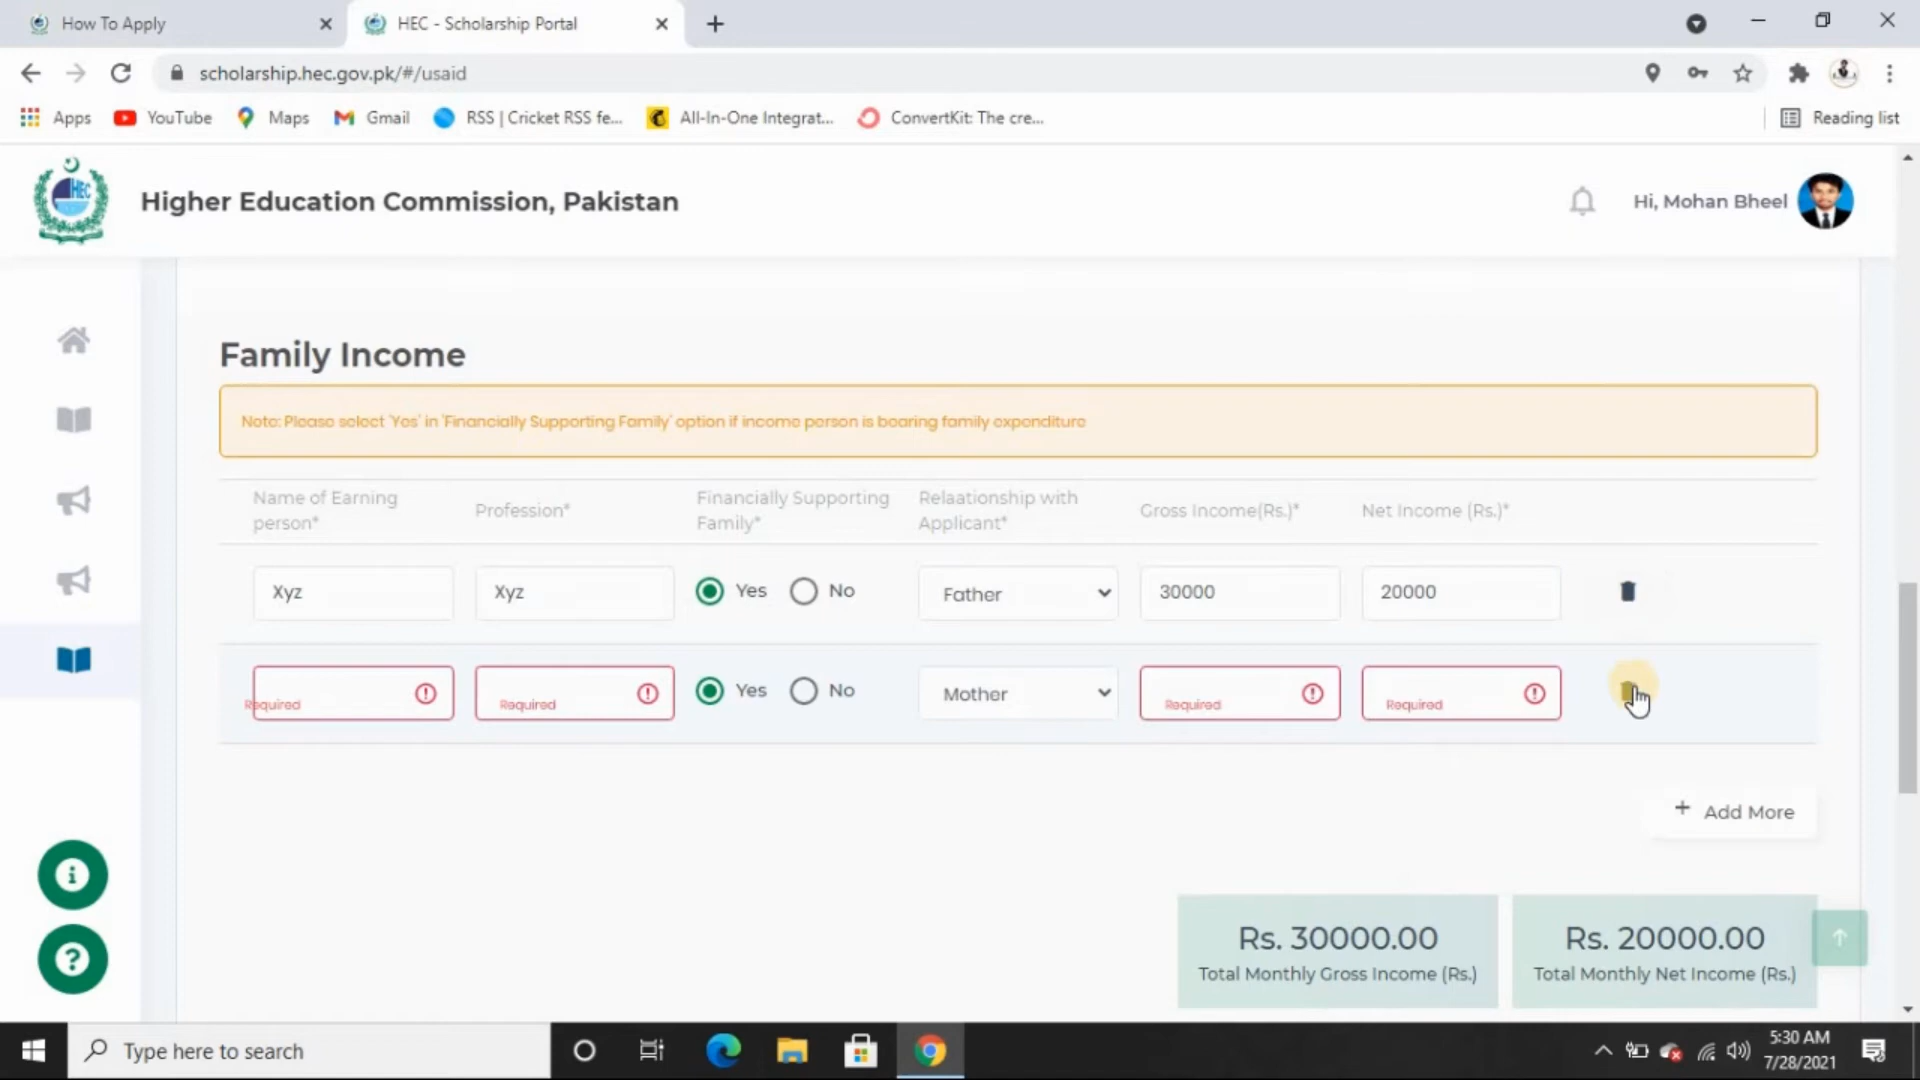 How To Apply
HEC - Scholarship Portal
scholarship.hec.gov.pk/#/usaid
Apps YouTube Maps Gmail RSS | Cricket RSS fe... All-In-One Integrat... ConvertKit: The cre... Reading list
HEC
Higher Education Commission, Pakistan
Hi, Mohan Bheel
Family Income
Note: Please select 'Yes' in 'Financially Supporting Family' option if income person is bearing family expenditure
Name of Earning person*
Profession*
Financially Supporting Family*
Relaationship with Applicant*
Gross Income(Rs.)*
Net Income (Rs.)*
Xyz Xyz Yes No Father 30000 20000
Required Required Yes No Mother Required Required
+ Add More
Rs. 30000.00
Total Monthly Gross Income (Rs.)
Rs. 20000.00
Total Monthly Net Income (Rs.)
Type here to search
5:30 AM
7/28/2021